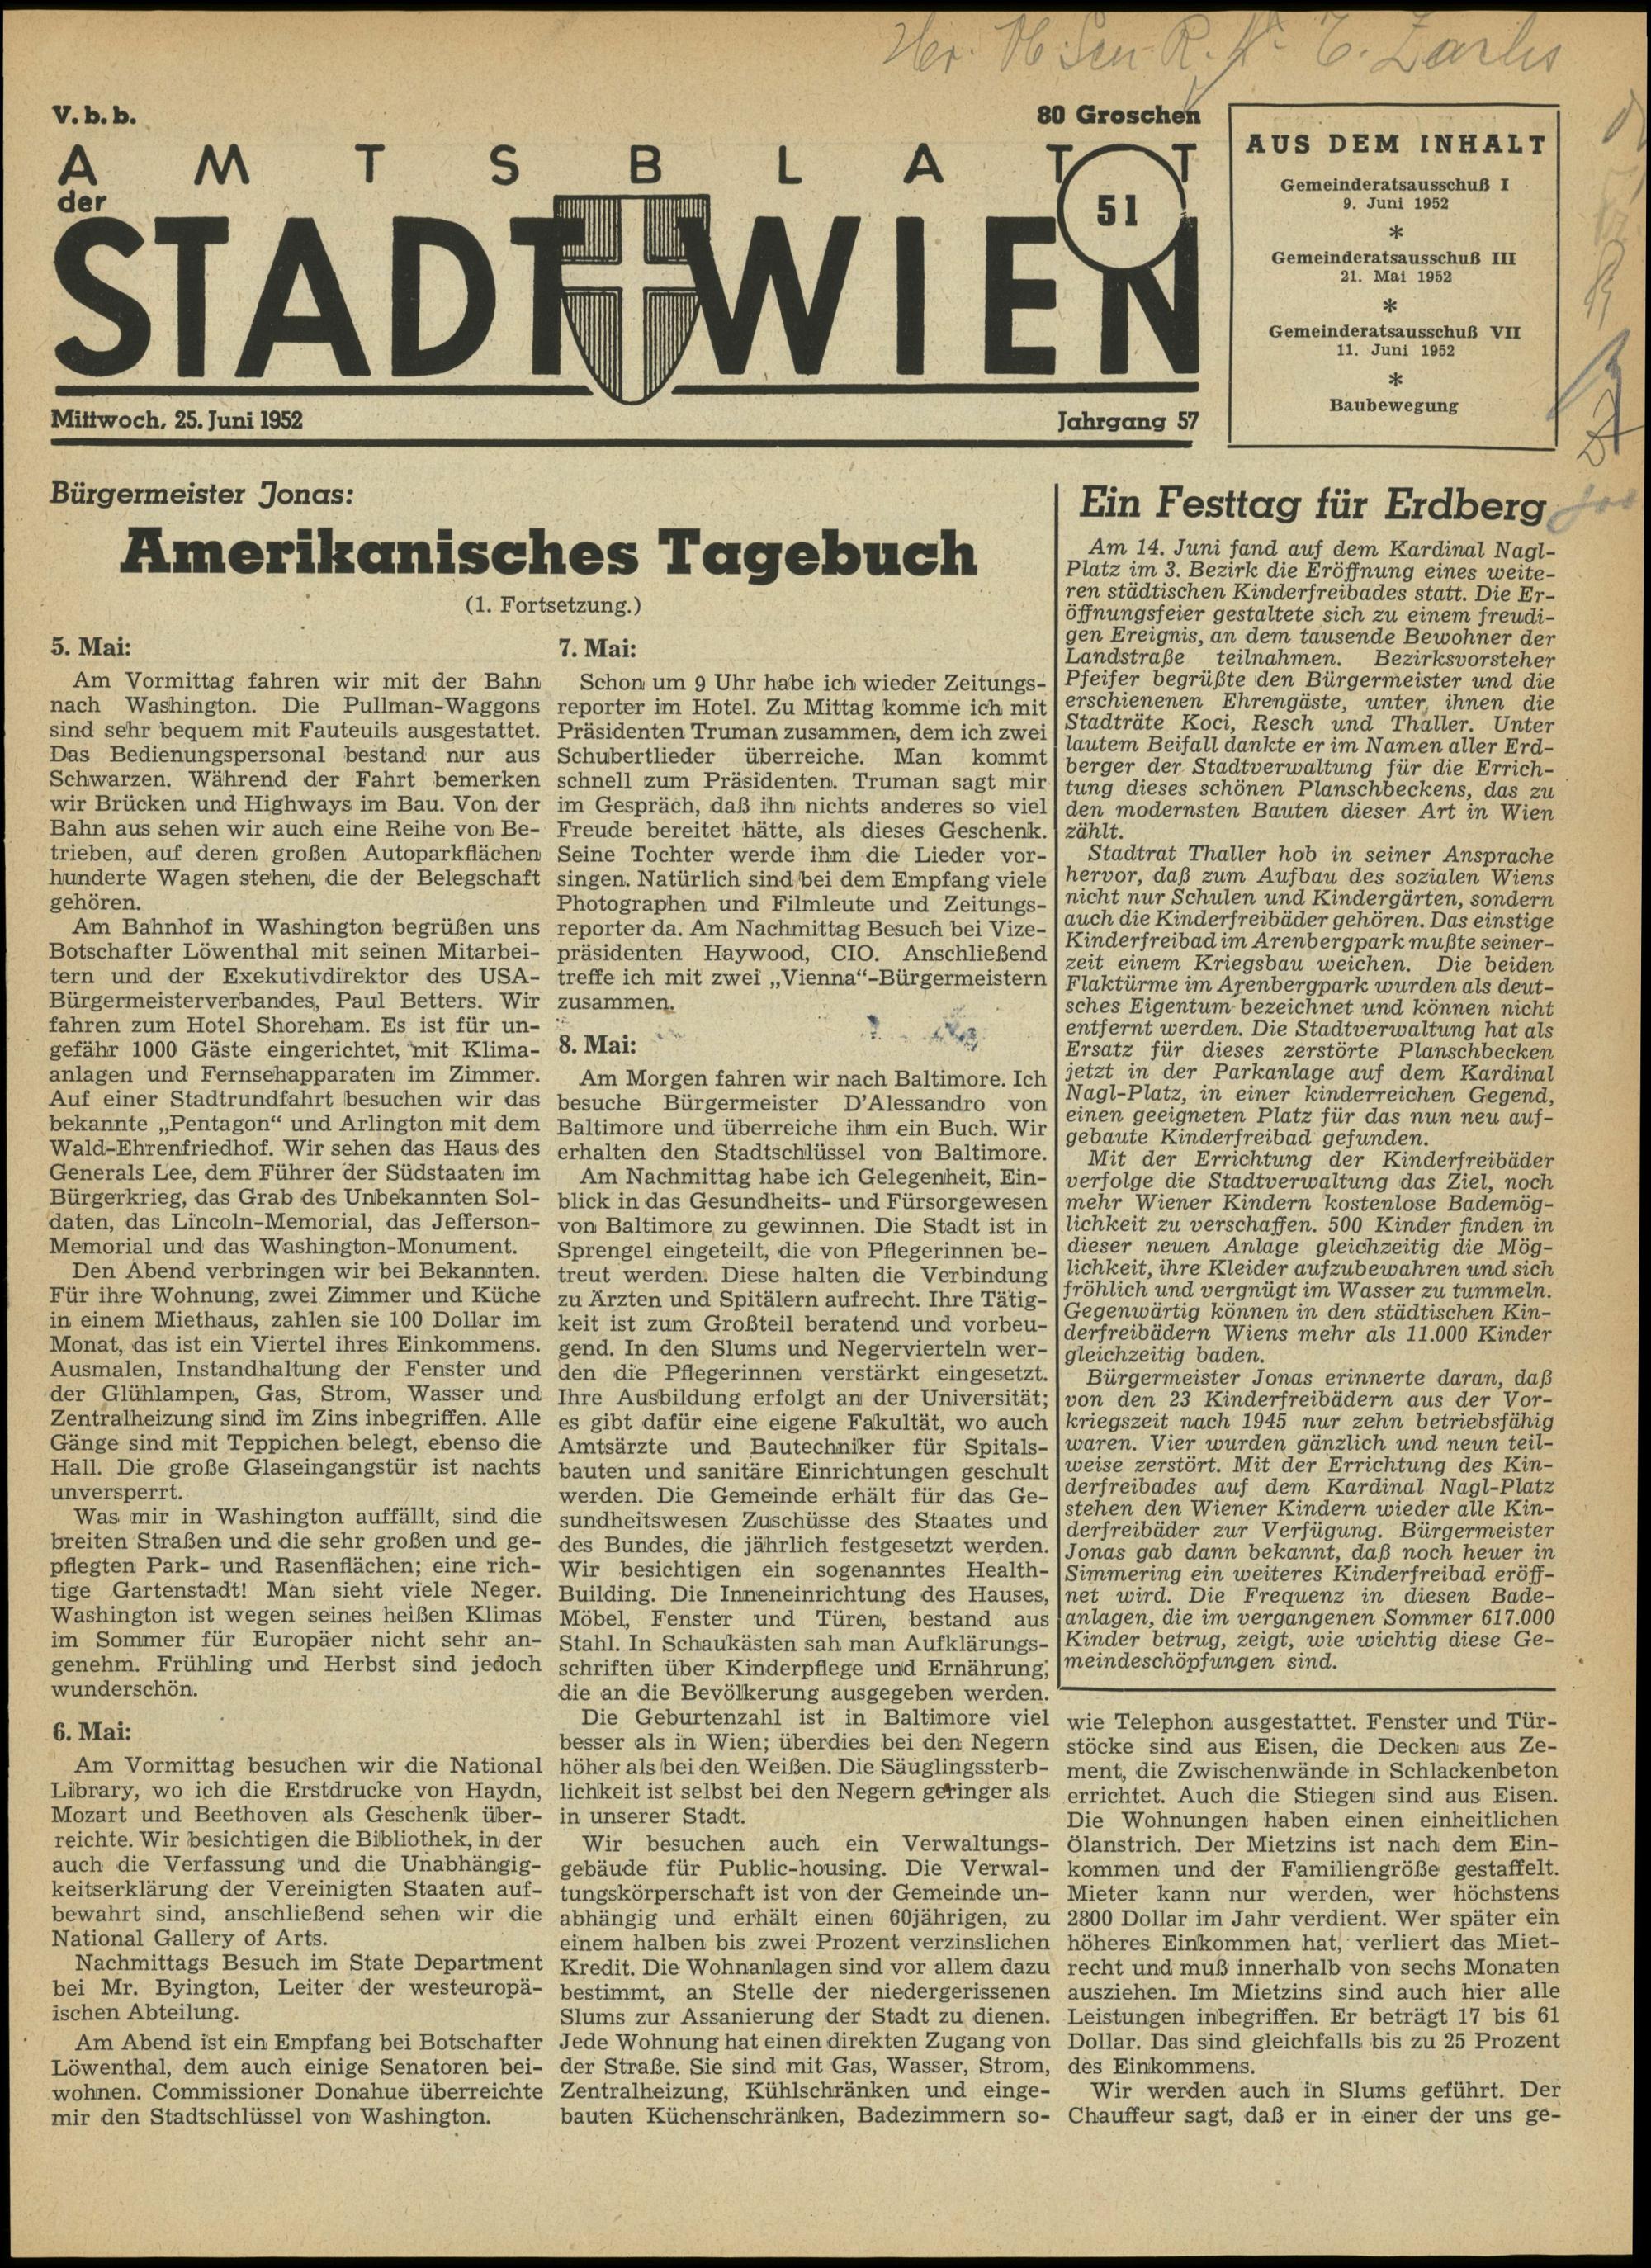 V. b. b.
80 Groschen
AMTSBLATT
der
STADT WIEN
51
Mittwoch, 25. Juni 1952
Jahrgang 57
AUS DEM INHALT
Gemeinderatsausschuß I
9. Juni 1952
*
Gemeinderatsausschuß III
21. Mai 1952
*
Gemeinderatsausschuß VII
11. Juni 1952
*
Baubewegung
Bürgermeister Jonas:
Amerikanisches Tagebuch
(1. Fortsetzung.)
5. Mai:
Am Vormittag fahren wir mit der Bahn
nach Washington. Die Pullman-Waggons
sind sehr bequem mit Fauteuils ausgestattet.
Das Bedienungspersonal bestand nur aus
Schwarzen. Während der Fahrt bemerken
wir Brücken und Highways im Bau. Von der
Bahn aus sehen wir auch eine Reihe von Be-
trieben, auf deren großen Autoparkflächen
hunderte Wagen stehen, die der Belegschaft
gehören.
Am Bahnhof in Washington begrüßen uns
Botschafter Löwenthal mit seinen Mitarbei-
tern und der Exekutivdirektor des USA-
Bürgermeisterverbandes, Paul Betters. Wir
fahren zum Hotel Shoreham. Es ist für un-
gefähr 1000 Gäste eingerichtet, mit Klima-
anlagen und Fernsehapparaten im Zimmer.
Auf einer Stadtrundfahrt besuchen wir das
bekannte „Pentagon“ und Arlington mit dem
Wald-Ehrenfriedhof. Wir sehen das Haus des
Generals Lee, dem Führer der Südstaaten im
Bürgerkrieg, das Grab des Unbekannten Sol-
daten, das Lincoln-Memorial, das Jefferson-
Memorial und das Washington-Monument.
Den Abend verbringen wir bei Bekannten.
Für ihre Wohnung, zwei Zimmer und Küche
in einem Miethaus, zahlen sie 100 Dollar im
Monat, das ist ein Viertel ihres Einkommens.
Ausmalen, Instandhaltung der Fenster und
der Glühlampen, Gas, Strom, Wasser und
Zentralheizung sind im Zins inbegriffen. Alle
Gänge sind mit Teppichen belegt, ebenso die
Hall. Die große Glaseingangstür ist nachts
unversperrt.
Was mir in Washington auffällt, sind die
breiten Straßen und die sehr großen und ge-
pflegten Park- und Rasenflächen; eine rich-
tige Gartenstadt! Man sieht viele Neger.
Washington ist wegen seines heißen Klimas
im Sommer für Europäer nicht sehr an-
genehm. Frühling und Herbst sind jedoch
wunderschön.
6. Mai:
Am Vormittag besuchen wir die National
Library, wo ich die Erstdrucke von Haydn,
Mozart und Beethoven als Geschenk über-
reichte. Wir besichtigen die Bibliothek, in der
auch die Verfassung und die Unabhängig-
keitserklärung der Vereinigten Staaten auf-
bewahrt sind, anschließend sehen wir die
National Gallery of Arts.
Nachmittags Besuch im State Department
bei Mr. Byington, Leiter der westeuropä-
ischen Abteilung.
Am Abend ist ein Empfang bei Botschafter
Löwenthal, dem auch einige Senatoren bei-
wohnen. Commissioner Donahue überreichte
mir den Stadtschlüssel von Washington.
7. Mai:
Schon um 9 Uhr habe ich wieder Zeitungs-
reporter im Hotel. Zu Mittag komme ich mit
Präsidenten Truman zusammen, dem ich zwei
Schubertlieder überreiche. Man kommt
schnell zum Präsidenten. Truman sagt mir
im Gespräch, daß ihn nichts anderes so viel
Freude bereitet hätte, als dieses Geschenk.
Seine Tochter werde ihm die Lieder vor-
singen. Natürlich sind bei dem Empfang viele
Photographen und Filmleute und Zeitungs-
reporter da. Am Nachmittag Besuch bei Vize-
präsidenten Haywood, CIO. Anschließend
treffe ich mit zwei „Vienna“-Bürgermeistern
zusammen.
8. Mai:
Am Morgen fahren wir nach Baltimore. Ich
besuche Bürgermeister D'Alessandro von
Baltimore und überreiche ihm ein Buch. Wir
erhalten den Stadtschlüssel von Baltimore.
Am Nachmittag habe ich Gelegenheit, Ein-
blick in das Gesundheits- und Fürsorgewesen
von Baltimore zu gewinnen. Die Stadt ist in
Sprengel eingeteilt, die von Pflegerinnen be-
treut werden. Diese halten die Verbindung
zu Ärzten und Spitälern aufrecht. Ihre Tätig-
keit ist zum Großteil beratend und vorbeu-
gend. In den Slums und Negervierteln wer-
den die Pflegerinnen verstärkt eingesetzt.
Ihre Ausbildung erfolgt an der Universität;
es gibt dafür eine eigene Fakultät, wo auch
Amtsärzte und Bautechniker für Spitals-
bauten und sanitäre Einrichtungen geschult
werden. Die Gemeinde erhält für das Ge-
sundheitswesen Zuschüsse des Staates und
des Bundes, die jährlich festgesetzt werden.
Wir besichtigen ein sogenanntes Health-
Building. Die Inneneinrichtung des Hauses,
Möbel, Fenster und Türen, bestand aus
Stahl. In Schaukästen sah man Aufklärungs-
schriften über Kinderpflege und Ernährung,
die an die Bevölkerung ausgegeben werden.
Die Geburtenzahl ist in Baltimore viel
besser als in Wien; überdies bei den Negern
höher als bei den Weißen. Die Säuglingssterb-
lichkeit ist selbst bei den Negern geringer als
in unserer Stadt.
Wir besuchen auch ein Verwaltungs-
gebäude für Public-housing. Die Verwal-
tungskörperschaft ist von der Gemeinde un-
abhängig und erhält einen 60jährigen, zu
einem halben bis zwei Prozent verzinslichen
Kredit. Die Wohnanlagen sind vor allem dazu
bestimmt, an Stelle der niedergerissenen
Slums zur Assanierung der Stadt zu dienen.
Jede Wohnung hat einen direkten Zugang von
der Straße. Sie sind mit Gas, Wasser, Strom,
Zentralheizung, Kühlschränken und einge-
bauten Küchenschränken, Badezimmern so-
Ein Festtag für Erdberg
Am 14. Juni fand auf dem Kardinal Nagl-
Platz im 3. Bezirk die Eröffnung eines weite-
ren städtischen Kinderfreibades statt. Die Er-
öffnungsfeier gestaltete sich zu einem freudi-
gen Ereignis, an dem tausende Bewohner der
Landstraße teilnahmen. Bezirksvorsteher
Pfeifer begrüßte den Bürgermeister und die
erschienenen Ehrengäste, unter ihnen die
Stadträte Koci, Resch und Thaller. Unter
lautem Beifall dankte er im Namen aller Erd-
berger der Stadtverwaltung für die Errich-
tung dieses schönen Planschbeckens, das zu
den modernsten Bauten dieser Art in Wien
zählt.
Stadtrat Thaller hob in seiner Ansprache
hervor, daß zum Aufbau des sozialen Wiens
nicht nur Schulen und Kindergärten, sondern
auch die Kinderfreibäder gehören. Das einstige
Kinderfreibad im Arenbergpark mußte seiner-
zeit einem Kriegsbau weichen. Die beiden
Flaktürme im Arenbergpark wurden als deut-
sches Eigentum bezeichnet und können nicht
entfernt werden. Die Stadtverwaltung hat als
Ersatz für dieses zerstörte Planschbecken
jetzt in der Parkanlage auf dem Kardinal
Nagl-Platz, in einer kinderreichen Gegend,
einen geeigneten Platz für das nun neu auf-
gebaute Kinderfreibad gefunden.
Mit der Errichtung der Kinderfreibäder
verfolge die Stadtverwaltung das Ziel, noch
mehr Wiener Kindern kostenlose Bademög-
lichkeit zu verschaffen. 500 Kinder finden in
dieser neuen Anlage gleichzeitig die Mög-
lichkeit, ihre Kleider aufzubewahren und sich
fröhlich und vergnügt im Wasser zu tummeln.
Gegenwärtig können in den städtischen Kin-
derfreibädern Wiens mehr als 11.000 Kinder
gleichzeitig baden.
Bürgermeister Jonas erinnerte daran, daß
von den 23 Kinderfreibädern aus der Vor-
kriegszeit nach 1945 nur zehn betriebsfähig
waren. Vier wurden gänzlich und neun teil-
weise zerstört. Mit der Errichtung des Kin-
derfreibades auf dem Kardinal Nagl-Platz
stehen den Wiener Kindern wieder alle Kin-
derfreibäder zur Verfügung. Bürgermeister
Jonas gab dann bekannt, daß noch heuer in
Simmering ein weiteres Kinderfreibad eröff-
net wird. Die Frequenz in diesen Bade-
anlagen, die im vergangenen Sommer 617.000
Kinder betrug, zeigt, wie wichtig diese Ge-
meindeschöpfungen sind.
wie Telephon ausgestattet. Fenster und Tür-
stöcke sind aus Eisen, die Decken aus Ze-
ment, die Zwischenwände in Schlackenbeton
errichtet. Auch die Stiegen sind aus Eisen.
Die Wohnungen haben einen einheitlichen
Ölanstrich. Der Mietzins ist nach dem Ein-
kommen und der Familiengröße gestaffelt.
Mieter kann nur werden, wer höchstens
2800 Dollar im Jahr verdient. Wer später ein
höheres Einkommen hat, verliert das Miet-
recht und muß innerhalb von sechs Monaten
ausziehen. Im Mietzins sind auch hier alle
Leistungen inbegriffen. Er beträgt 17 bis 61
Dollar. Das sind gleichfalls bis zu 25 Prozent
des Einkommens.
Wir werden auch in Slums geführt. Der
Chauffeur sagt, daß er in einer der uns ge-